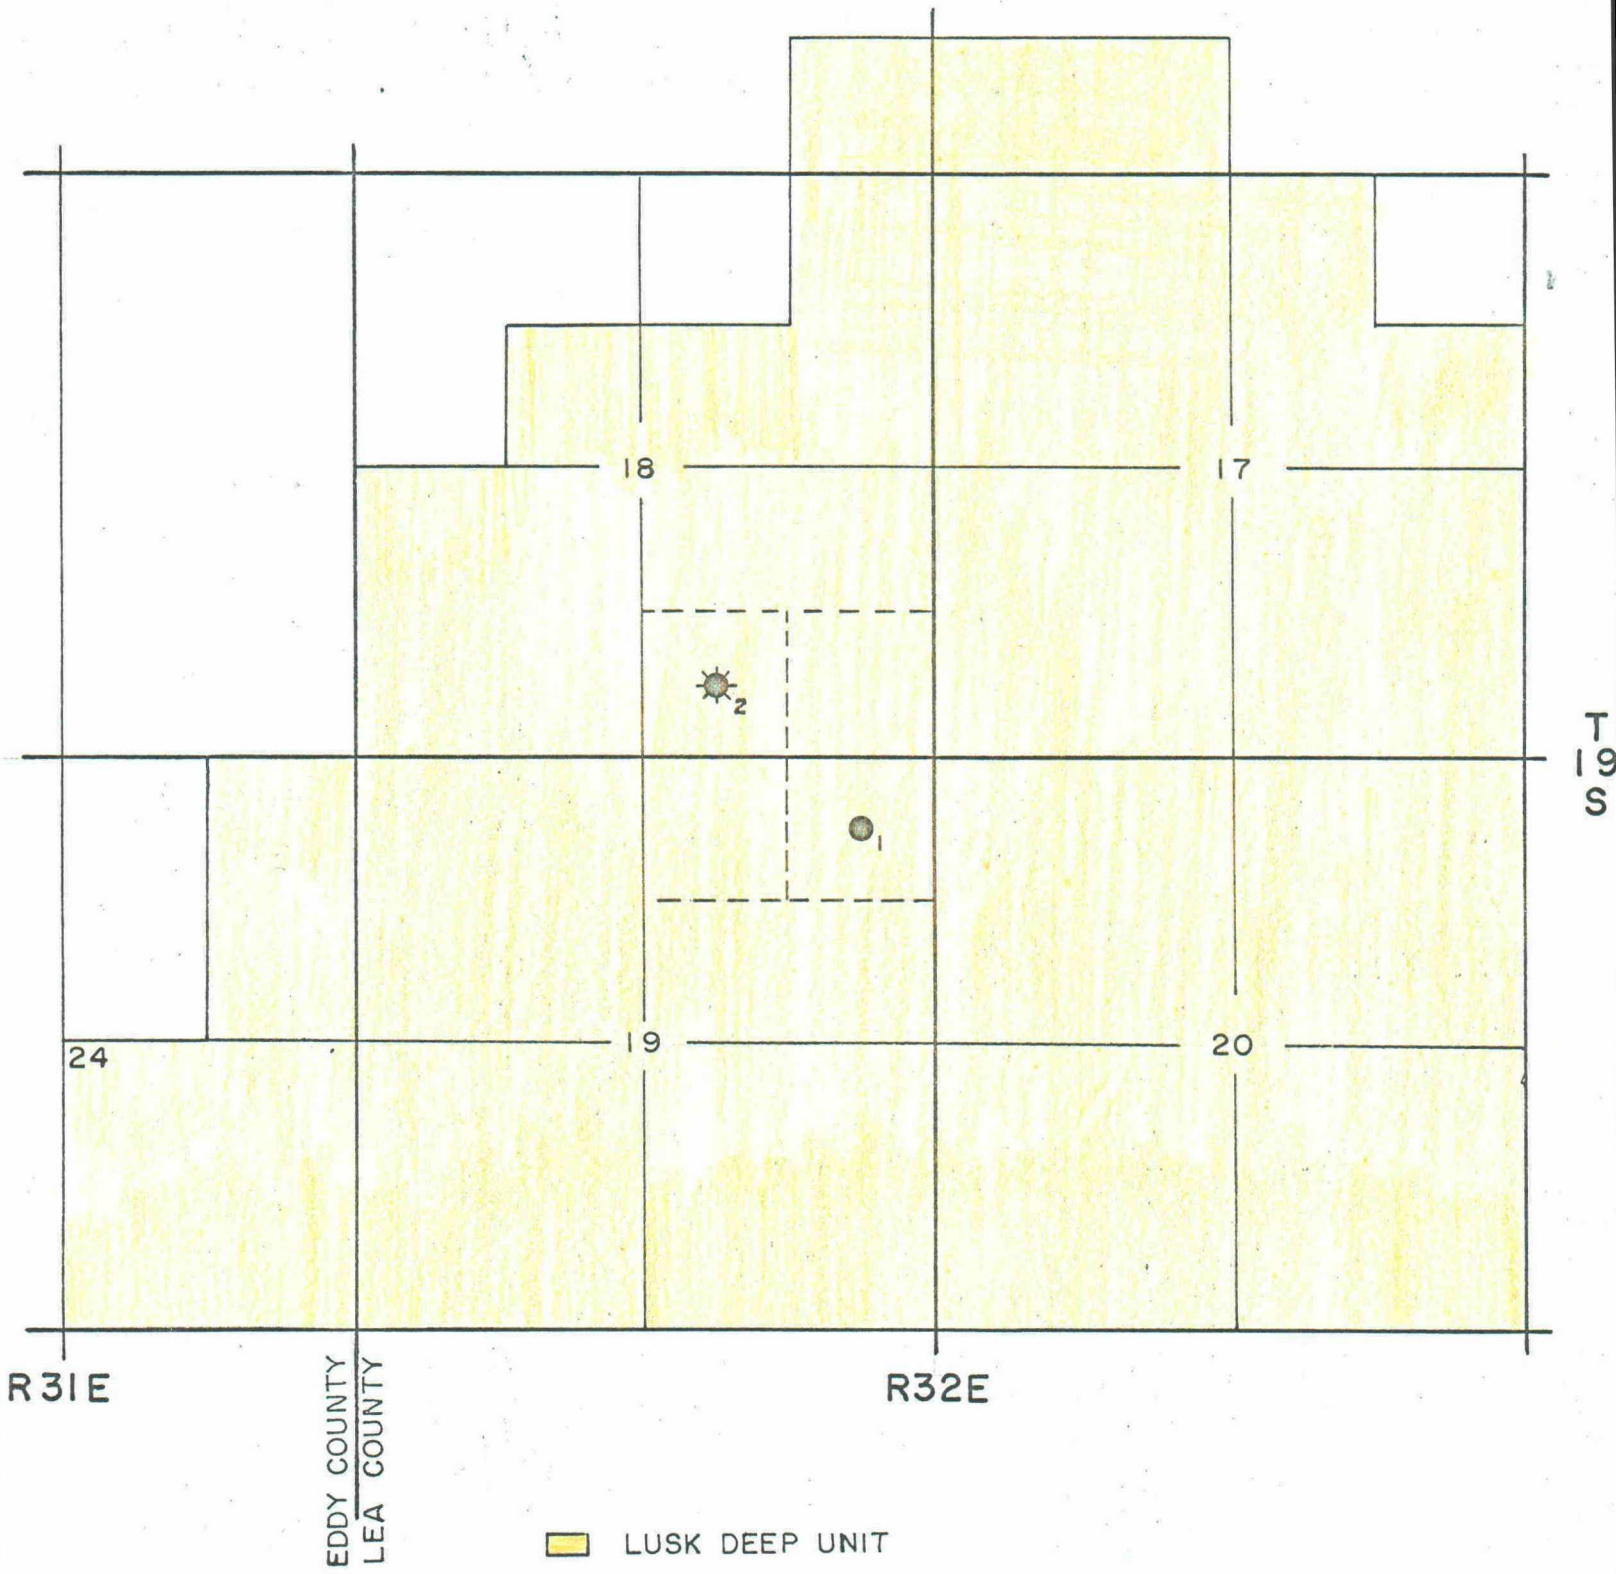 18
17
2
T
19
S
1
24
19
20
R31E
R32E
EDDY COUNTY
LEA COUNTY
LUSK DEEP UNIT